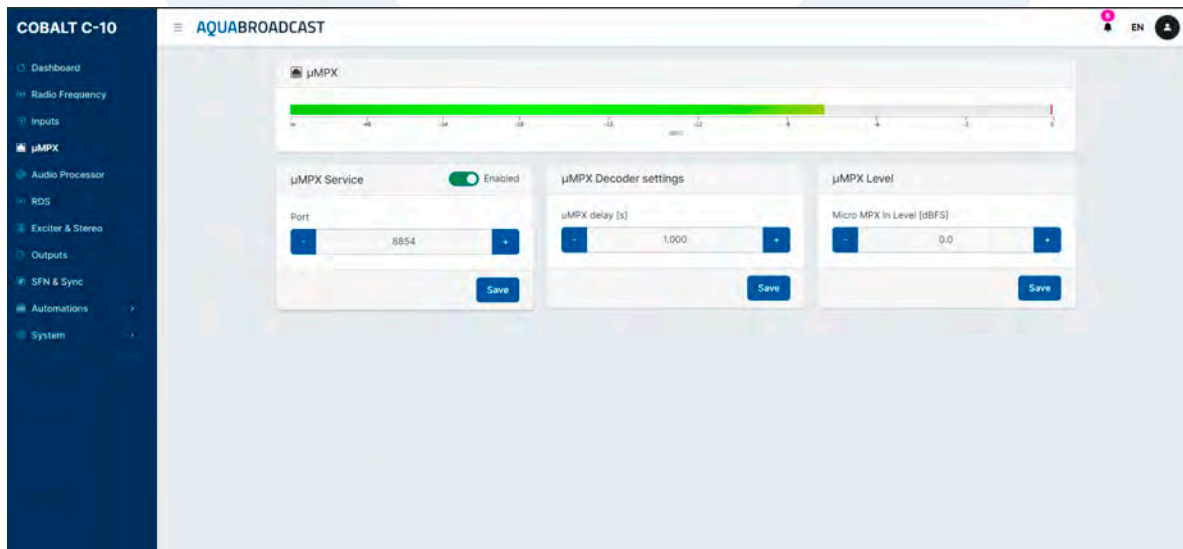 COBALT C-10
AQUABROADCAST
EN
Dashboard
Radio Frequency
Inputs
µMPX
Audio Processor
RDS
Exciter & Stereo
Outputs
SFN & Sync
Automations
System
µMPX
µMPX Service
Enabled
Port
- 8854 +
Save
µMPX Decoder settings
uMPX delay [s]
- 1.000 +
Save
µMPX Level
Micro MPX In Level [dBFS]
- 0.0 +
Save